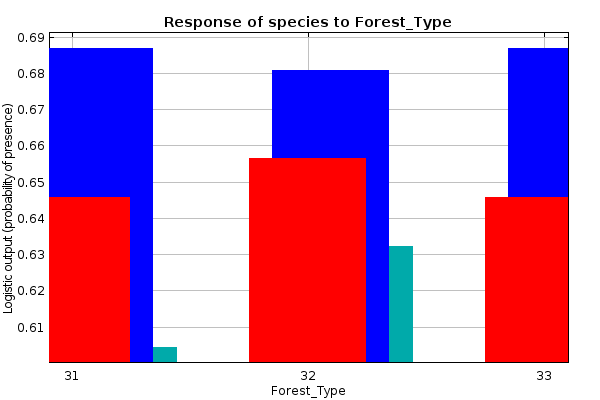 Response of species to Forest_Type
Logistic output (probability of presence)
0.69
0.68
0.67
0.66
0.65
0.64
0.63
0.62
0.61
31 32 33
Forest_Type